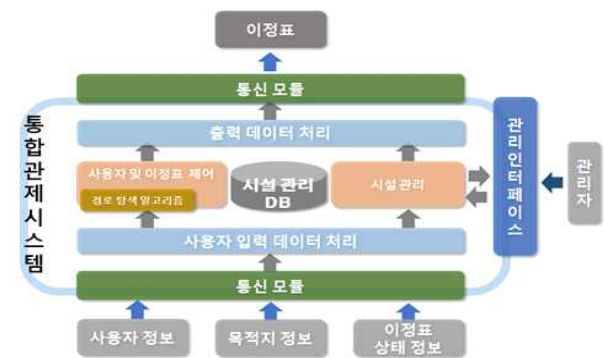 이정표
통신 모듈
출력 데이터 처리
통합관제시스템
사용자 및 이정표 제어
경로 탐색 알고리즘
시설 관리
DB
시설 관리
관리 인터페이스
관리자
사용자 입력 데이터 처리
통신 모듈
사용자 정보
목적지 정보
이정표
상태 정보